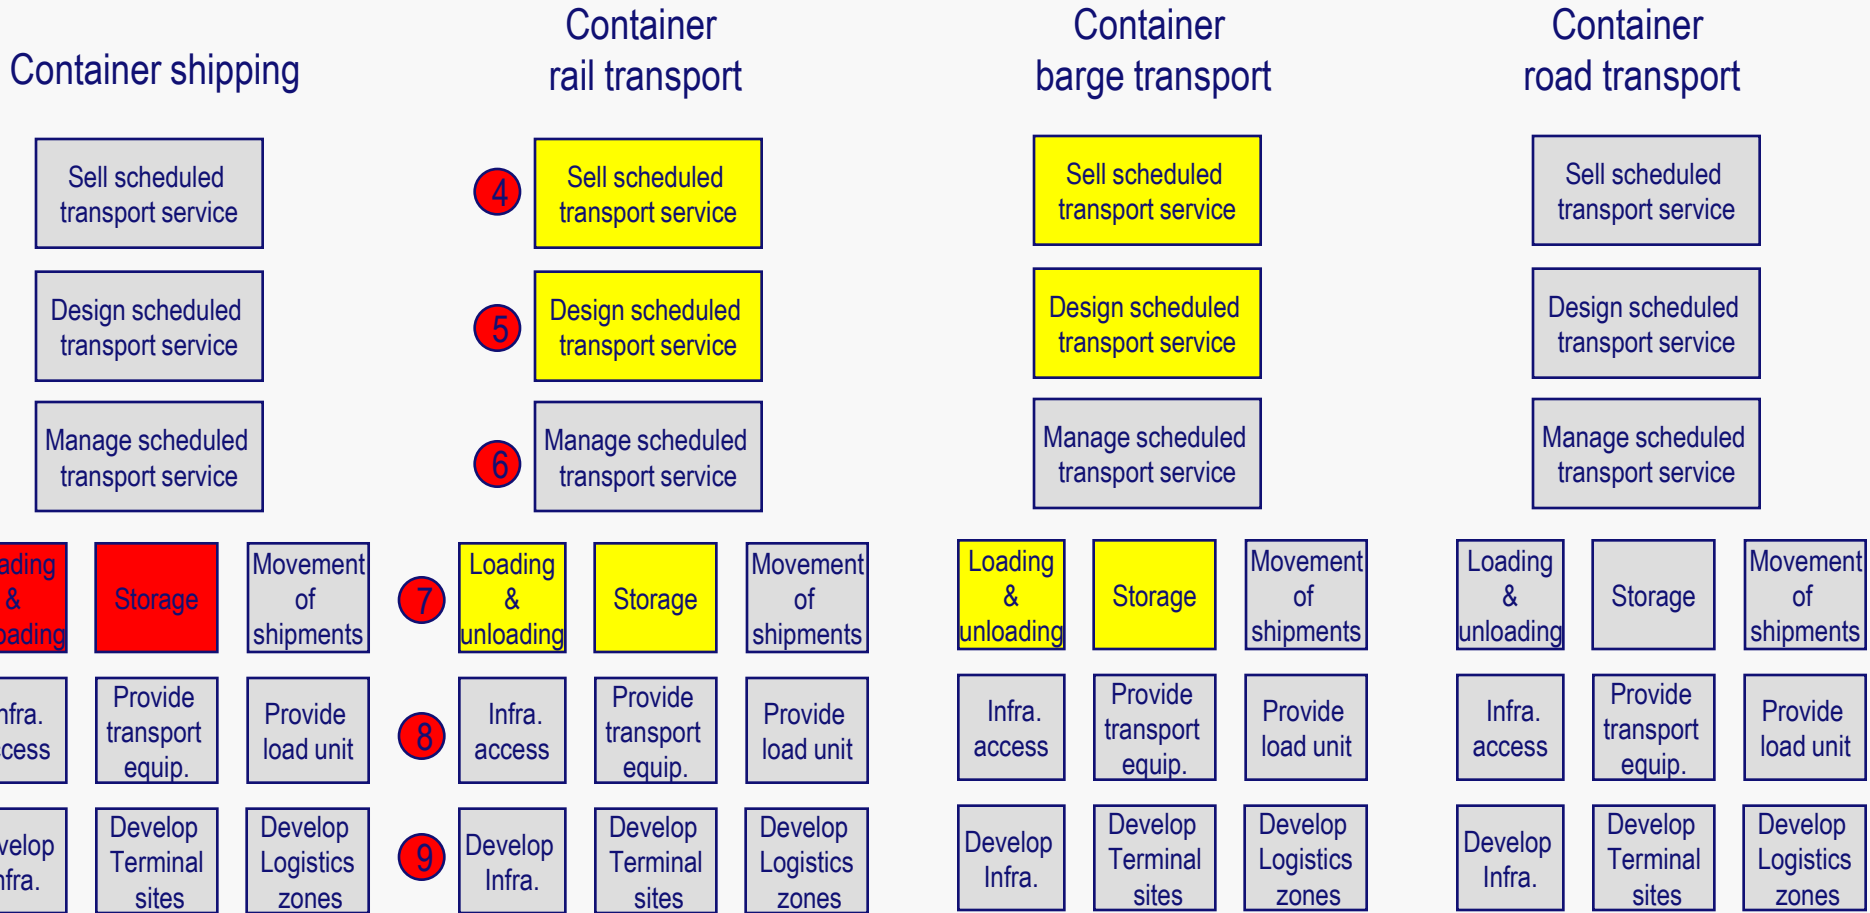 Container shipping
Container
rail transport
Container
barge transport
Container
road transport
Sell scheduled
transport service
4
Sell scheduled
transport service
Sell scheduled
transport service
Sell scheduled
transport service
Design scheduled
transport service
5
Design scheduled
transport service
Design scheduled
transport service
Design scheduled
transport service
Manage scheduled
transport service
6
Manage scheduled
transport service
Manage scheduled
transport service
Manage scheduled
transport service
ading
&
oading
Storage
Movement
of
shipments
7
Loading
&
unloading
Storage
Movement
of
shipments
Loading
&
unloading
Storage
Movement
of
shipments
Loading
&
unloading
Storage
Movement
of
shipments
nfra.
cess
Provide
transport
equip.
Provide
load unit
8
Infra.
access
Provide
transport
equip.
Provide
load unit
Infra.
access
Provide
transport
equip.
Provide
load unit
Infra.
access
Provide
transport
equip.
Provide
load unit
velop
nfra.
Develop
Terminal
sites
Develop
Logistics
zones
9
Develop
Infra.
Develop
Terminal
sites
Develop
Logistics
zones
Develop
Infra.
Develop
Terminal
sites
Develop
Logistics
zones
Develop
Infra.
Develop
Terminal
sites
Develop
Logistics
zones